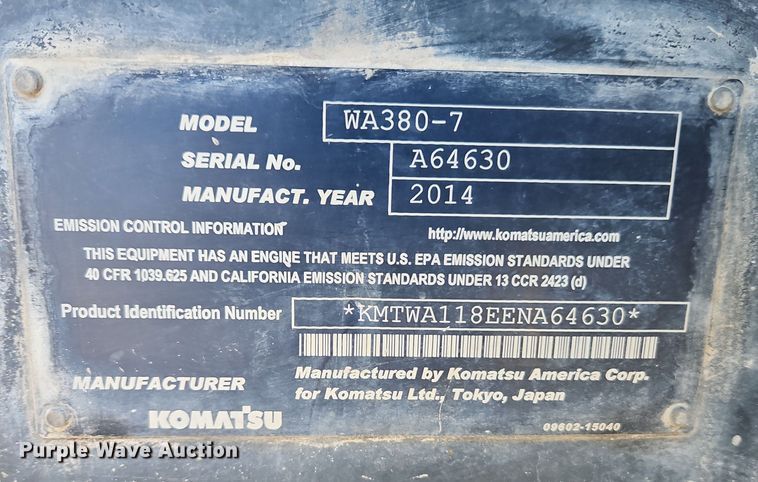 MODEL WA380-7
SERIAL No. A64630
MANUFACT. YEAR 2014
EMISSION CONTROL INFORMATION http://www.komatsuamerica.com
THIS EQUIPMENT HAS AN ENGINE THAT MEETS U.S. EPA EMISSION STANDARDS UNDER
40 CFR 1039.625 AND CALIFORNIA EMISSION STANDARDS UNDER 13 CCR 2423 (d)
Product Identification Number *KMTWA118EENA64630*
MANUFACTURER Manufactured by Komatsu America Corp.
for Komatsu Ltd., Tokyo, Japan
KOMATSU 09602-15040
Purple Wave Auction